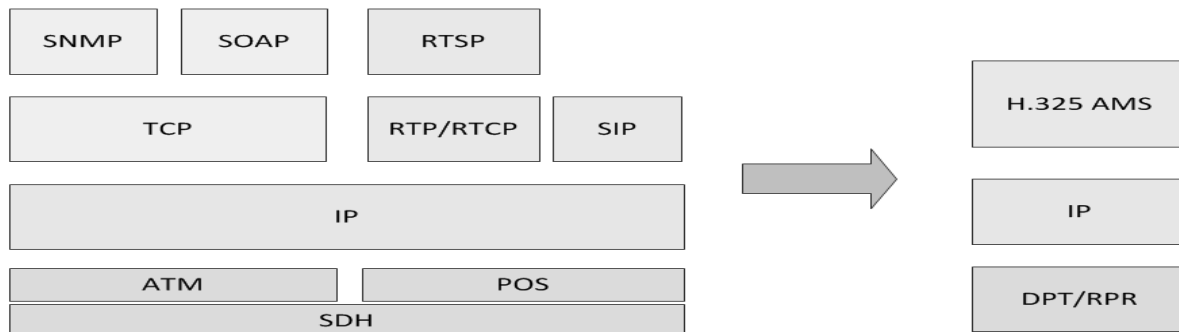 SNMP
SOAP
RTSP
TCP
RTP/RTCP
SIP
IP
ATM
POS
SDH
H.325 AMS
IP
DPT/RPR